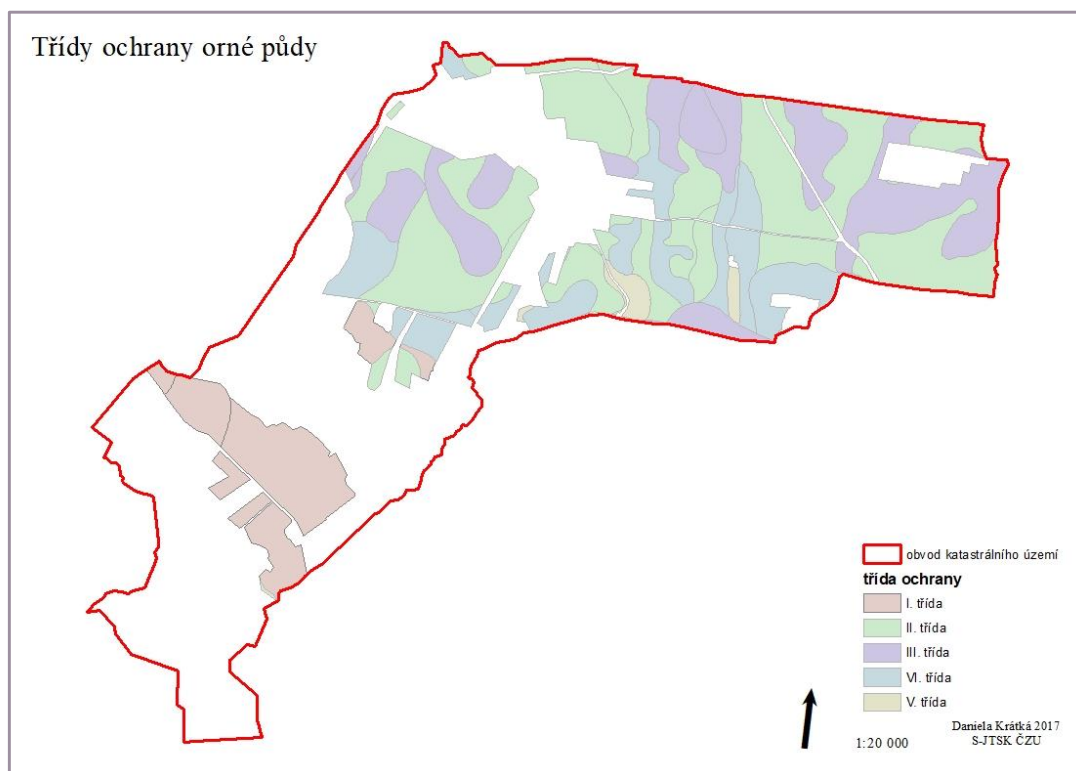 Třídy ochrany orné půdy
obvod katastrálního území
třída ochrany
I. třída
II. třída
III. třída
VI. třída
V. třída
1:20 000
Daniela Krátká 2017
S-JTSK ČZU